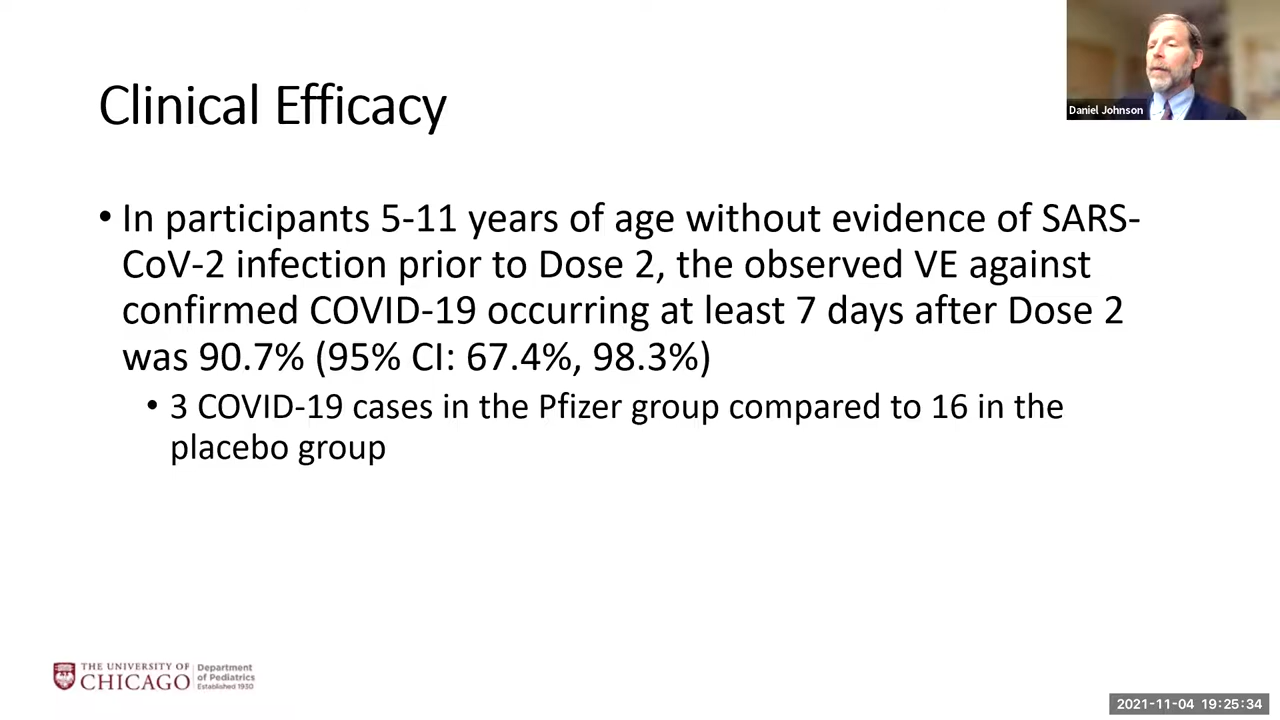 Clinical Efficacy
Daniel Johnson
• In participants 5-11 years of age without evidence of SARS-
CoV-2 infection prior to Dose 2, the observed VE against
confirmed COVID-19 occurring at least 7 days after Dose 2
was 90.7% (95% CI: 67.4%, 98.3%)
• 3 COVID-19 cases in the Pfizer group compared to 16 in the
placebo group
THE UNIVERSITY OF
CHICAGO
Department
of Pediatrics
Established 1930
2021-11-04 19:25:34